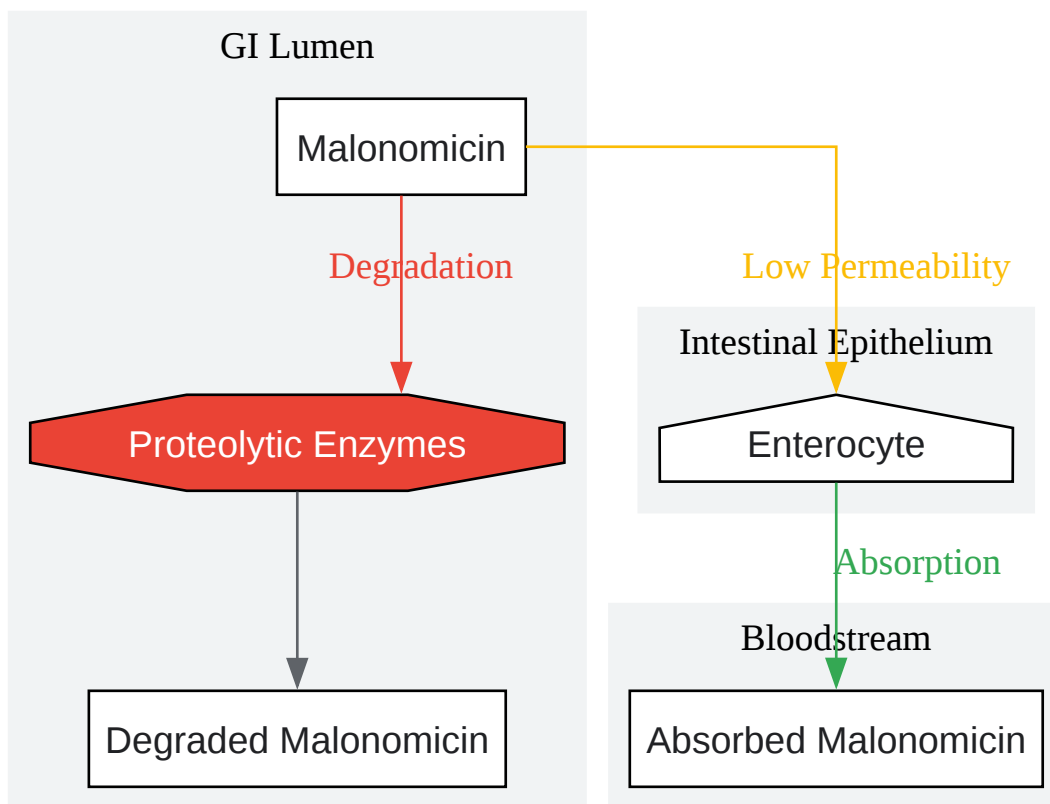 GI Lumen
Malonomicin
Degradation
Low Permeability
Intestinal Epithelium
Proteolytic Enzymes
Enterocyte
Absorption
Bloodstream
Degraded Malonomicin
Absorbed Malonomicin